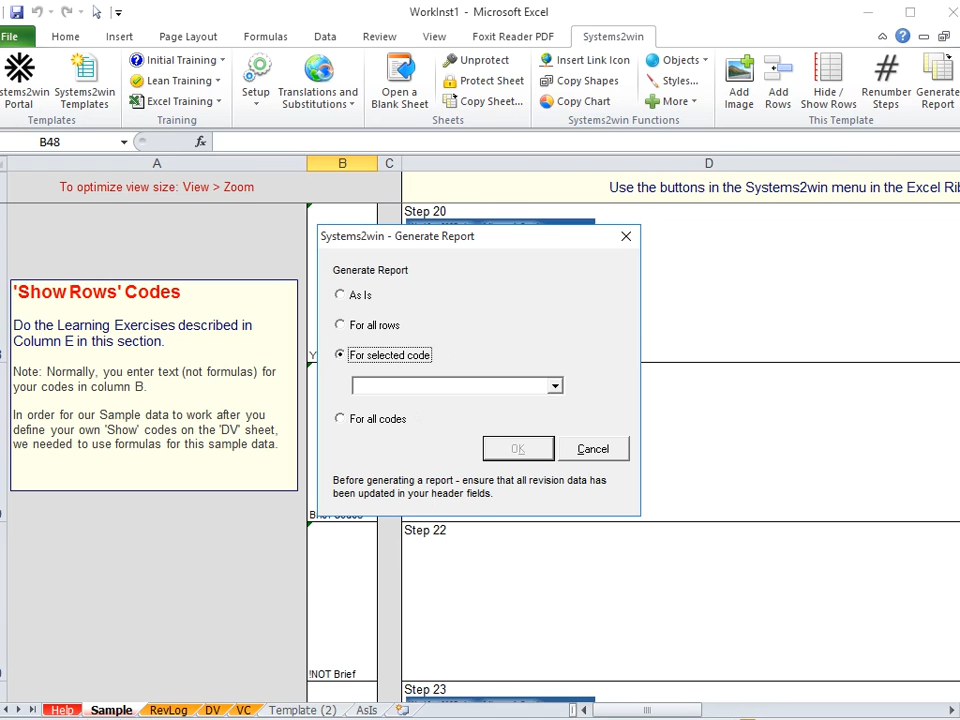 WorkInst1 - Microsoft Excel
File Home Insert Page Layout Formulas Data Review View Foxit Reader PDF Systems2win
stems2win Portal
Systems2win Templates
Templates
Initial Training
Lean Training
Excel Training
Training
Setup
Translations and Substitutions
Open a Blank Sheet
Unprotect
Protect Sheet
Copy Sheet...
Sheets
Insert Link Icon
Copy Shapes
Copy Chart
Objects
Styles...
More
Systems2win Functions
Add Image
Add Rows
Hide / Show Rows
Renumber Steps
Generate Report
This Template
B48
fx
A B C D
To optimize view size: View > Zoom
Use the buttons in the Systems2win menu in the Excel Rib
Step 20
'Show Rows' Codes
Do the Learning Exercises described in
Column E in this section.
Note: Normally, you enter text (not formulas) for
your codes in column B.
In order for our Sample data to work after you
define your own 'Show' codes on the 'DV' sheet,
we needed to use formulas for this sample data.
Systems2win - Generate Report
Generate Report
As Is
For all rows
For selected code
For all codes
OK Cancel
Before generating a report - ensure that all revision data has
been updated in your header fields.
Step 22
!NOT Brief
Step 23
Help Sample RevLog DV VC Template (2) AsIs